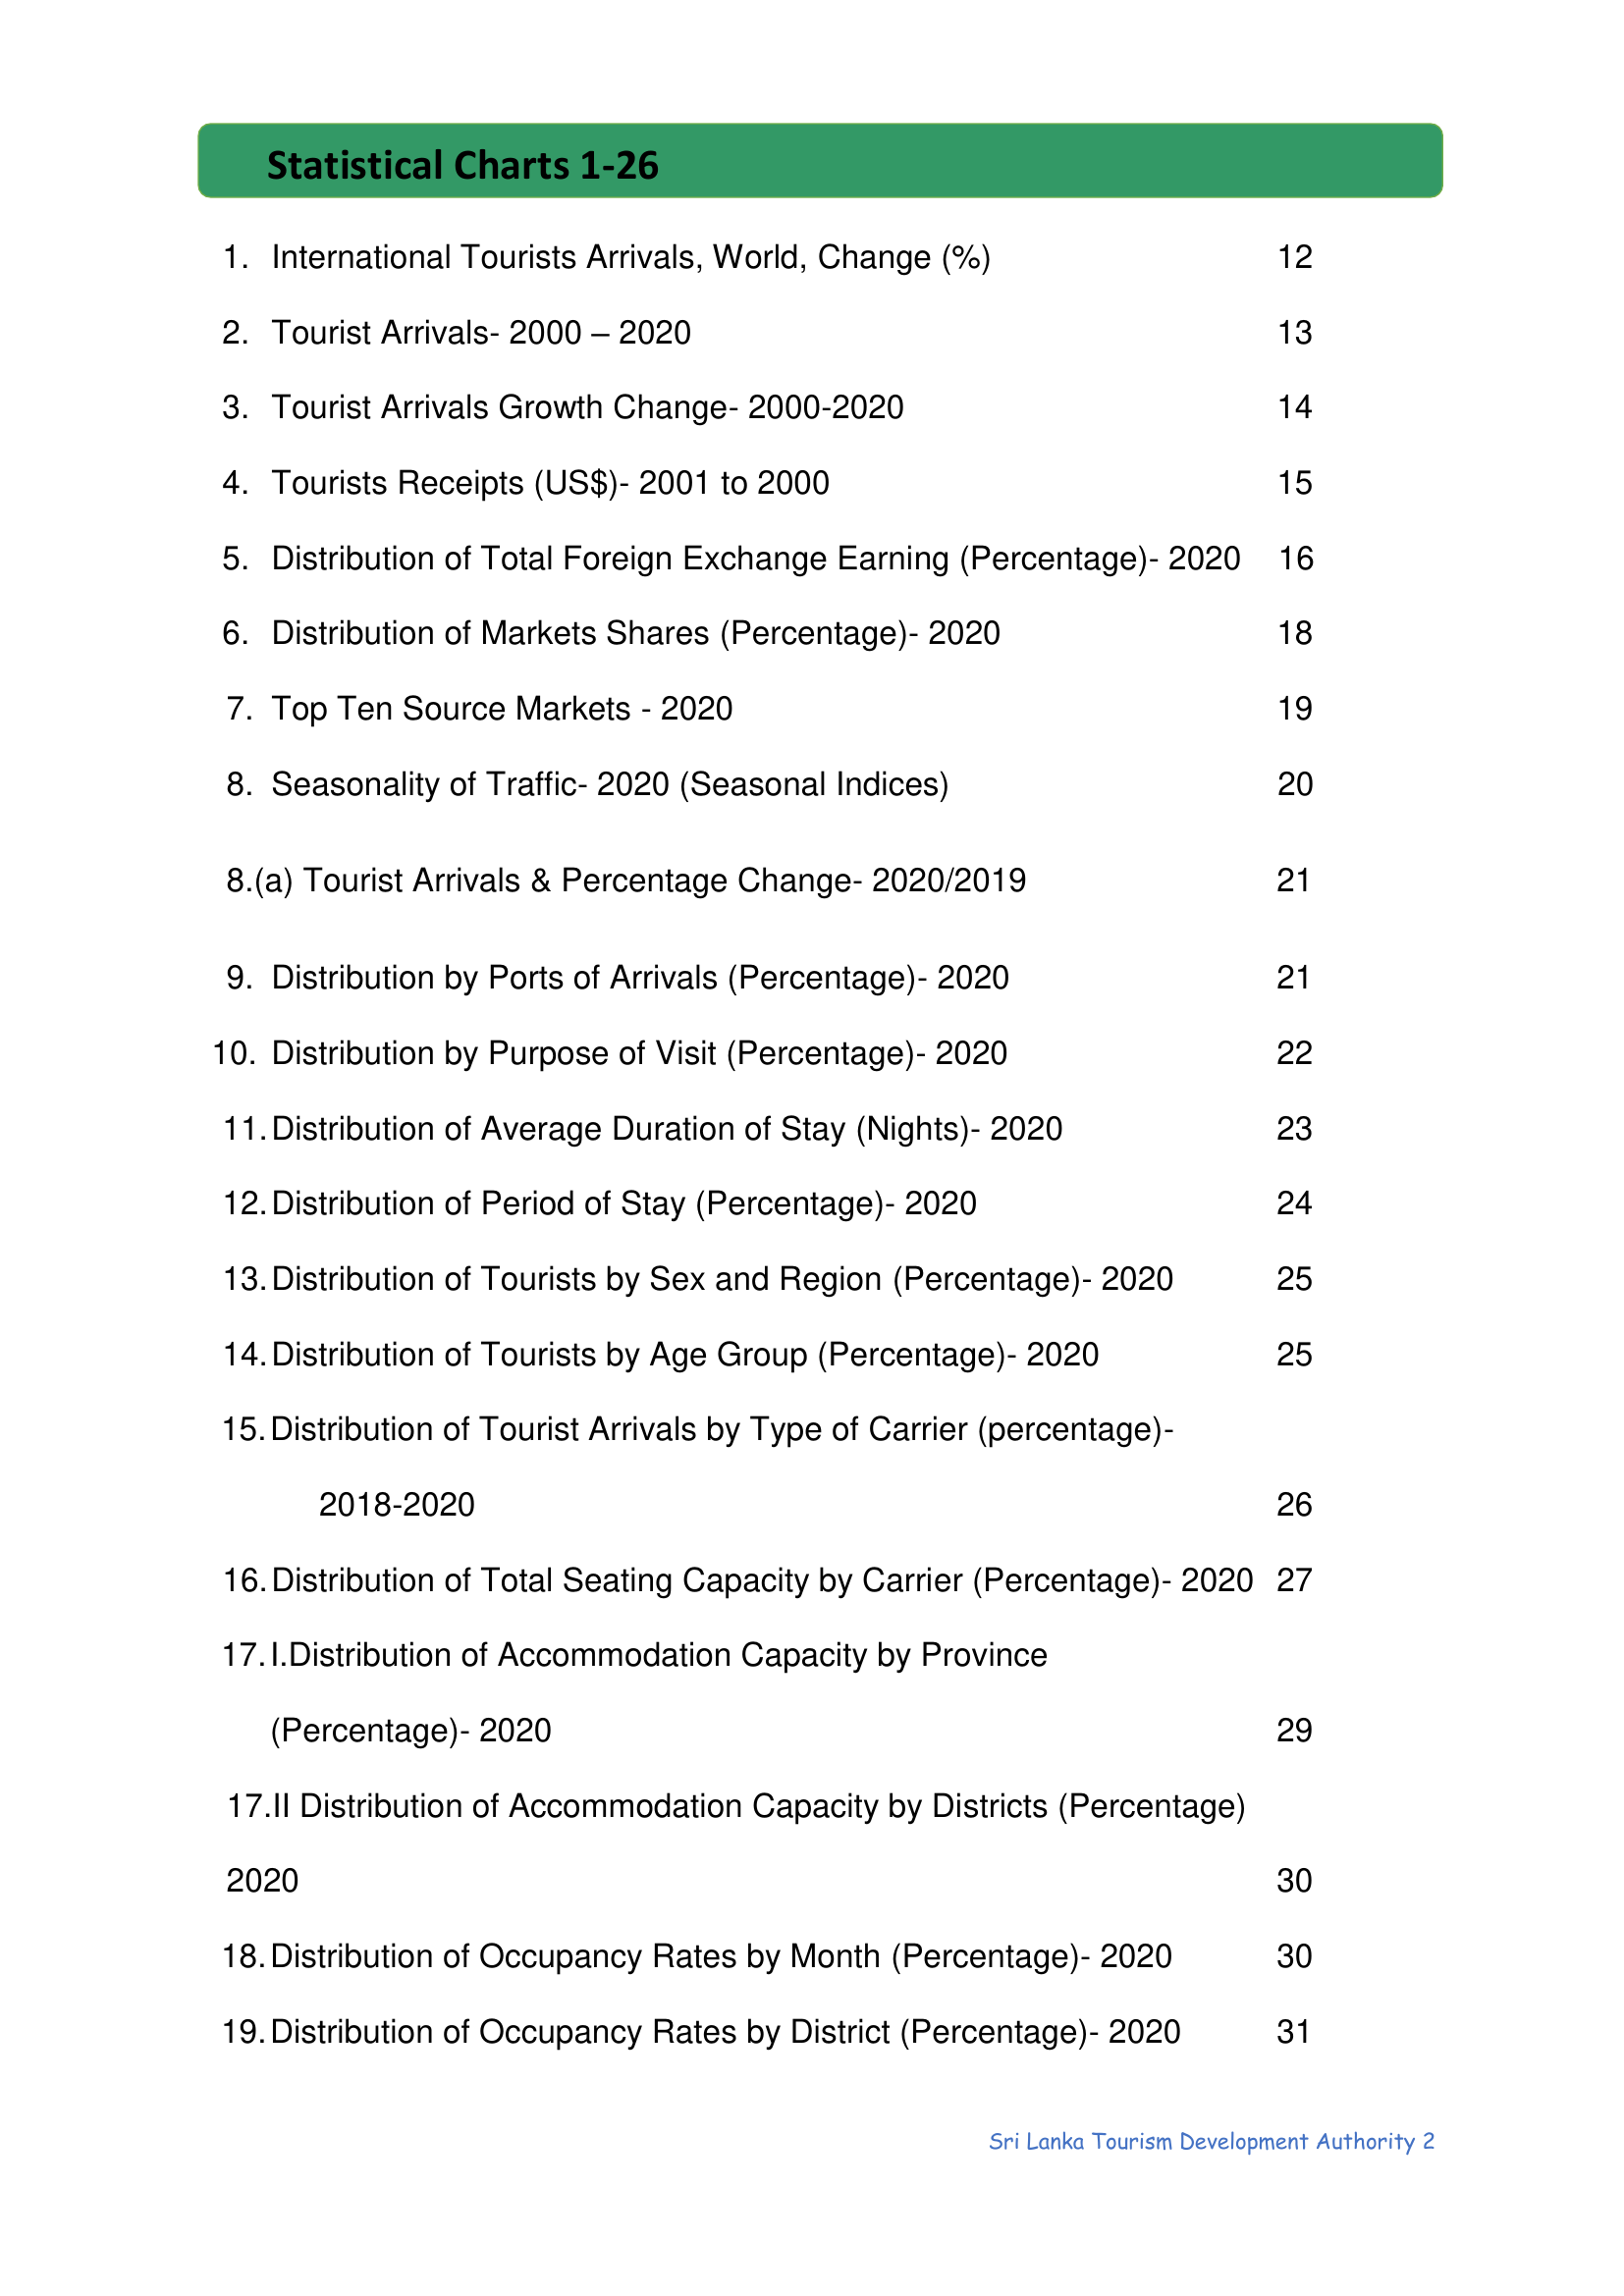 Statistical Charts 1-26
1. International Tourists Arrivals, World, Change (%) 12
2. Tourist Arrivals- 2000 – 2020 13
3. Tourist Arrivals Growth Change- 2000-2020 14
4. Tourists Receipts (US$)- 2001 to 2000 15
5. Distribution of Total Foreign Exchange Earning (Percentage)- 2020 16
6. Distribution of Markets Shares (Percentage)- 2020 18
7. Top Ten Source Markets - 2020 19
8. Seasonality of Traffic- 2020 (Seasonal Indices) 20
8.(a) Tourist Arrivals & Percentage Change- 2020/2019 21
9. Distribution by Ports of Arrivals (Percentage)- 2020 21
10. Distribution by Purpose of Visit (Percentage)- 2020 22
11. Distribution of Average Duration of Stay (Nights)- 2020 23
12. Distribution of Period of Stay (Percentage)- 2020 24
13. Distribution of Tourists by Sex and Region (Percentage)- 2020 25
14. Distribution of Tourists by Age Group (Percentage)- 2020 25
15. Distribution of Tourist Arrivals by Type of Carrier (percentage)-
2018-2020 26
16. Distribution of Total Seating Capacity by Carrier (Percentage)- 2020 27
17. I.Distribution of Accommodation Capacity by Province
(Percentage)- 2020 29
17.II Distribution of Accommodation Capacity by Districts (Percentage)
2020 30
18. Distribution of Occupancy Rates by Month (Percentage)- 2020 30
19. Distribution of Occupancy Rates by District (Percentage)- 2020 31
Sri Lanka Tourism Development Authority 2